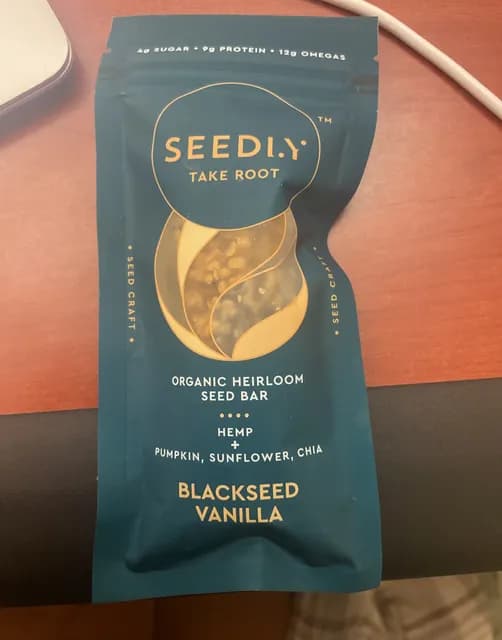 4g SUGAR • 9g PROTEIN • 12g OMEGAS
SEEDLY™
TAKE ROOT
• SEED CRAFT •
• SEED CRAFT •
ORGANIC HEIRLOOM
SEED BAR
• • • •
HEMP
+
PUMPKIN, SUNFLOWER, CHIA
BLACKSEED
VANILLA